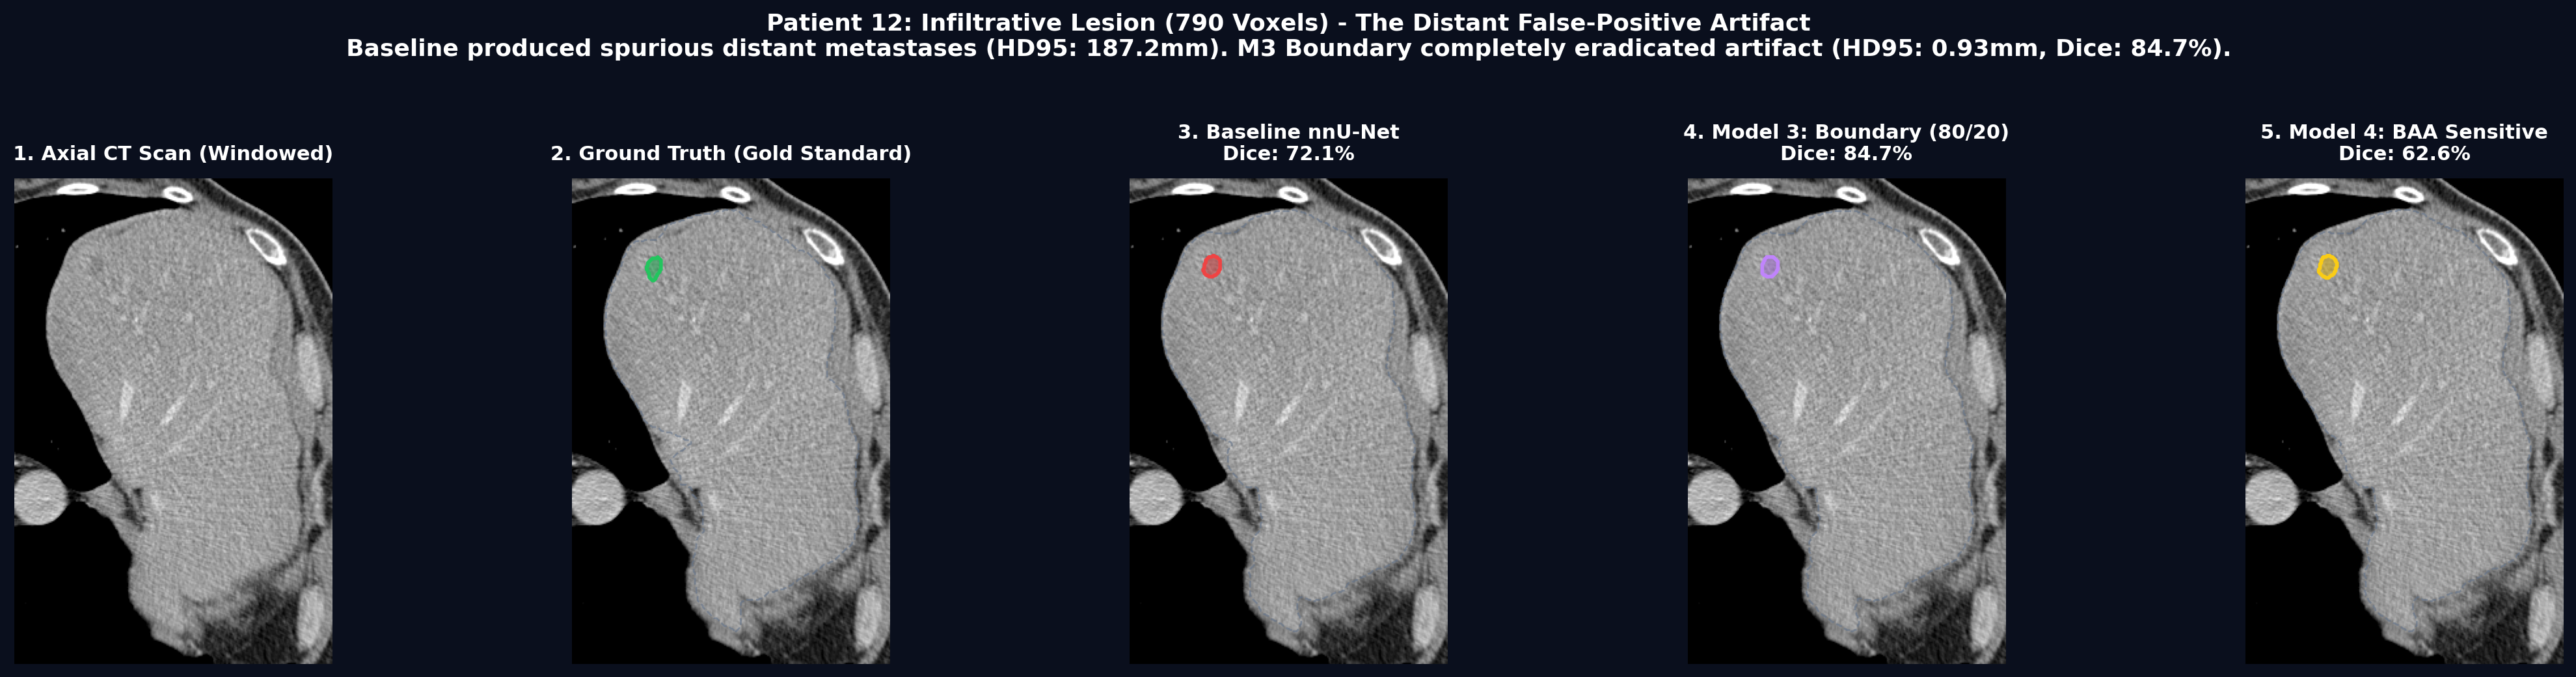 Patient 12: Infiltrative Lesion (790 Voxels) - The Distant False-Positive Artifact
Baseline produced spurious distant metastases (HD95: 187.2mm). M3 Boundary completely eradicated artifact (HD95: 0.93mm, Dice: 84.7%).
1. Axial CT Scan (Windowed)
2. Ground Truth (Gold Standard)
3. Baseline nnU-Net
Dice: 72.1%
4. Model 3: Boundary (80/20)
Dice: 84.7%
5. Model 4: BAA Sensitive
Dice: 62.6%